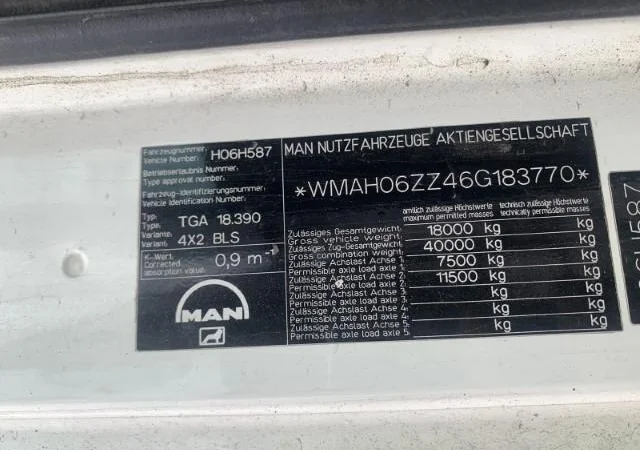 Fahrzeugnummer:
Vehicle Number: H06H587
Betriebserlaubnis Nummer:
Type approval number:
Fahrzeug-Identifizierungsnummer:
Vehicle Identification Number:
Typ:
Type: TGA 18.390
Variante:
Variant: 4X2 BLS
K-Wert:
Corrected absorption value: 0,9 m⁻¹
MAN
MAN NUTZFAHRZEUGE AKTIENGESELLSCHAFT
*WMAH06ZZ46G183770*
amtlich zulässige Höchstwerte technisch zulässige Höchstwerte
maximum permitted masses technically permissible masses
Zulässiges Gesamtgewicht:
Gross vehicle weight: 18000 kg kg
Zulässiges Zug-Gesamtgewicht:
Gross combination weight: 40000 kg kg
Zulässige Achslast Achse 1:
Permissible axle load axle 1: 7500 kg kg
Zulässige Achslast Achse 2:
Permissible axle load axle 2: 11500 kg kg
Zulässige Achslast Achse 3:
Permissible axle load axle 3: kg kg
Zulässige Achslast Achse 4:
Permissible axle load axle 4: kg kg
Zulässige Achslast Achse 5:
Permissible axle load axle 5: kg kg